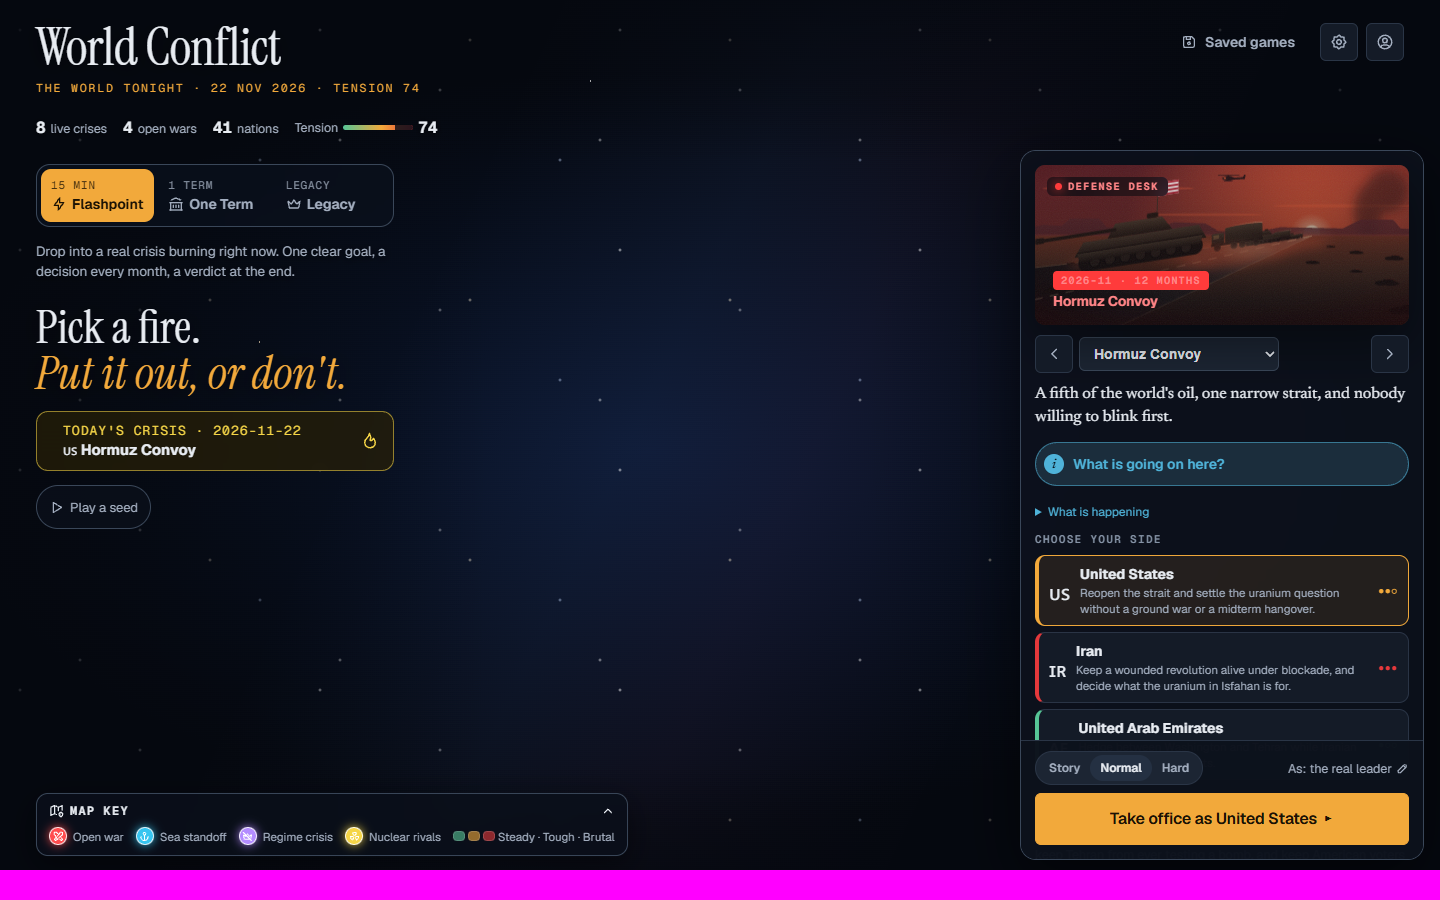 World Conflict
THE WORLD TONIGHT · 22 NOV 2026 · TENSION 74
8 live crises 4 open wars 41 nations Tension 74
15 MIN
Flashpoint
1 TERM
One Term
LEGACY
Legacy
Drop into a real crisis burning right now. One clear goal, a
decision every month, a verdict at the end.
Pick a fire.
Put it out, or don't.
TODAY'S CRISIS · 2026-11-22
US Hormuz Convoy
Play a seed
MAP KEY
Open war
Sea standoff
Regime crisis
Nuclear rivals
Steady · Tough · Brutal
Saved games
DEFENSE DESK
2026-11 · 12 MONTHS
Hormuz Convoy
Hormuz Convoy
A fifth of the world's oil, one narrow strait, and nobody
willing to blink first.
i What is going on here?
What is happening
CHOOSE YOUR SIDE
United States
US
Reopen the strait and settle the uranium question
without a ground war or a midterm hangover.
Iran
IR
Keep a wounded revolution alive under blockade, and
decide what the uranium in Isfahan is for.
United Arab Emirates
Story Normal Hard
As: the real leader
Take office as United States